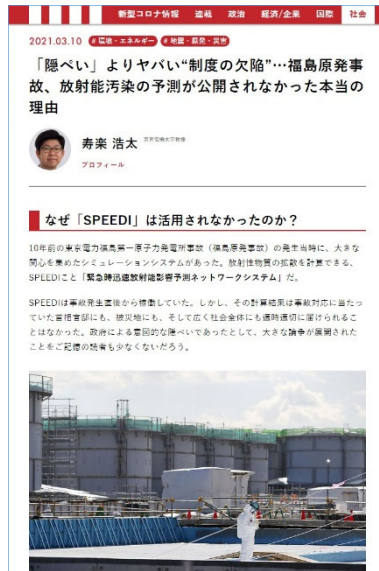 新型コロナ情報 連載 政治 経済/企業 国際 社会
2021.03.10 #環境・エネルギー #地震・原発・災害
「隠ぺい」よりヤバい“制度の欠陥”…福島原発事
故、放射能汚染の予測が公開されなかった本当の
理由
寿楽 浩太 東京電機大学教授
プロフィール
なぜ「SPEEDI」は活用されなかったのか？
10年前の東京電力福島第一原子力発電所事故（福島原発事故）の発生当時に、大きな
関心を集めたシミュレーションシステムがあった。放射性物質の拡散を計算できる、
SPEEDIこと「緊急時迅速放射能影響予測ネットワークシステム」だ。
SPEEDIは事故発生直後から稼働していた。しかし、その計算結果は事故対応に当たっ
ていた首相官邸にも、被災地にも、そして広く社会全体にも適時適切に届けられるこ
とはなかった。政府による意図的な隠ぺいであったとして、大きな論争が展開された
ことをご記憶の読者も少なくないだろう。